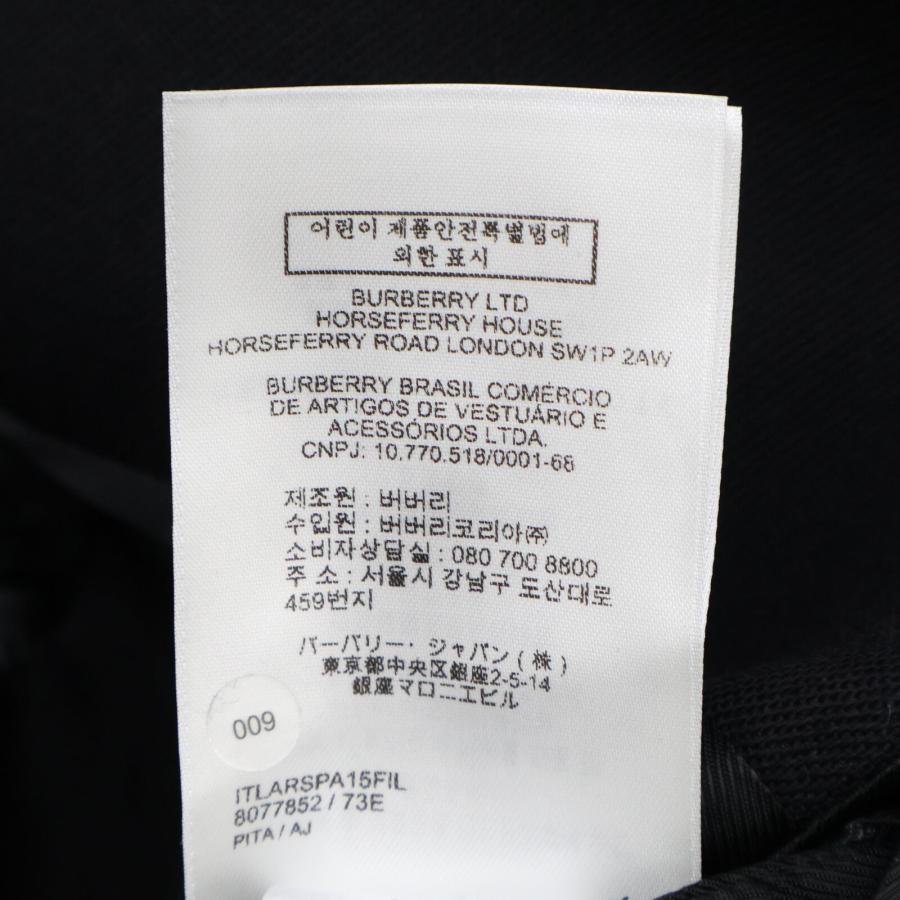 어린이 제품안전특별법에
의한 표시
BURBERRY LTD
HORSEFERRY HOUSE
HORSEFERRY ROAD LONDON SW1P 2AW
BURBERRY BRASIL COMÉRCIO
DE ARTIGOS DE VESTUÁRIO E
ACESSÓRIOS LTDA.
CNPJ: 10.770.518/0001-68
제조원 : 버버리
수입원 : 버버리코리아㈜
소비자상담실 : 080 700 8800
주 소 : 서울시 강남구 도산대로
459번지
バーバリー・ジャパン(株)
東京都中央区銀座2-5-14
銀座マロニエビル
009
ITLARSPA15FIL
8077852 / 73E
PITA / AJ